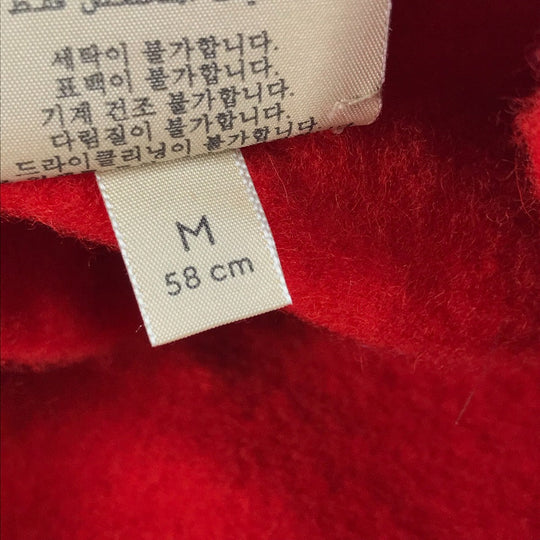 세탁이 불가합니다.
표백이 불가합니다.
기계 건조 불가합니다.
다림질이 불가합니다.
드라이클리닝이 불가합니다.
M
58 cm